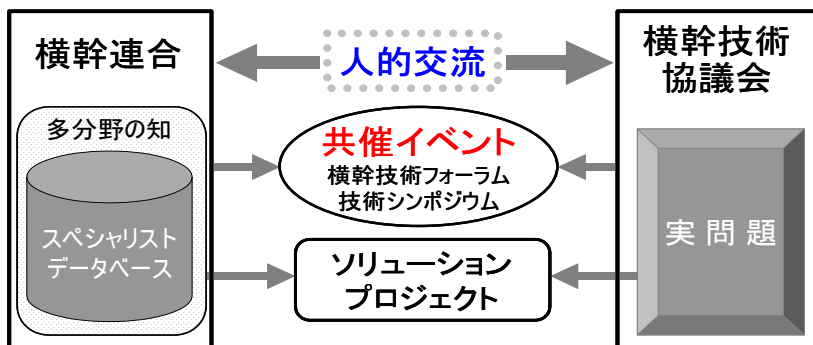 横幹連合
多分野の知
スペシャリスト
データベース
人的交流
共催イベント
横幹技術フォーラム
技術シンポジウム
ソリューション
プロジェクト
横幹技術
協議会
実問題